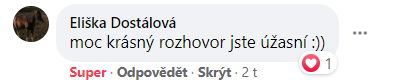 Eliška Dostálová
moc krásný rozhovor jste úžasní :))
Super · Odpovědět · Skrýt · 2 t
1